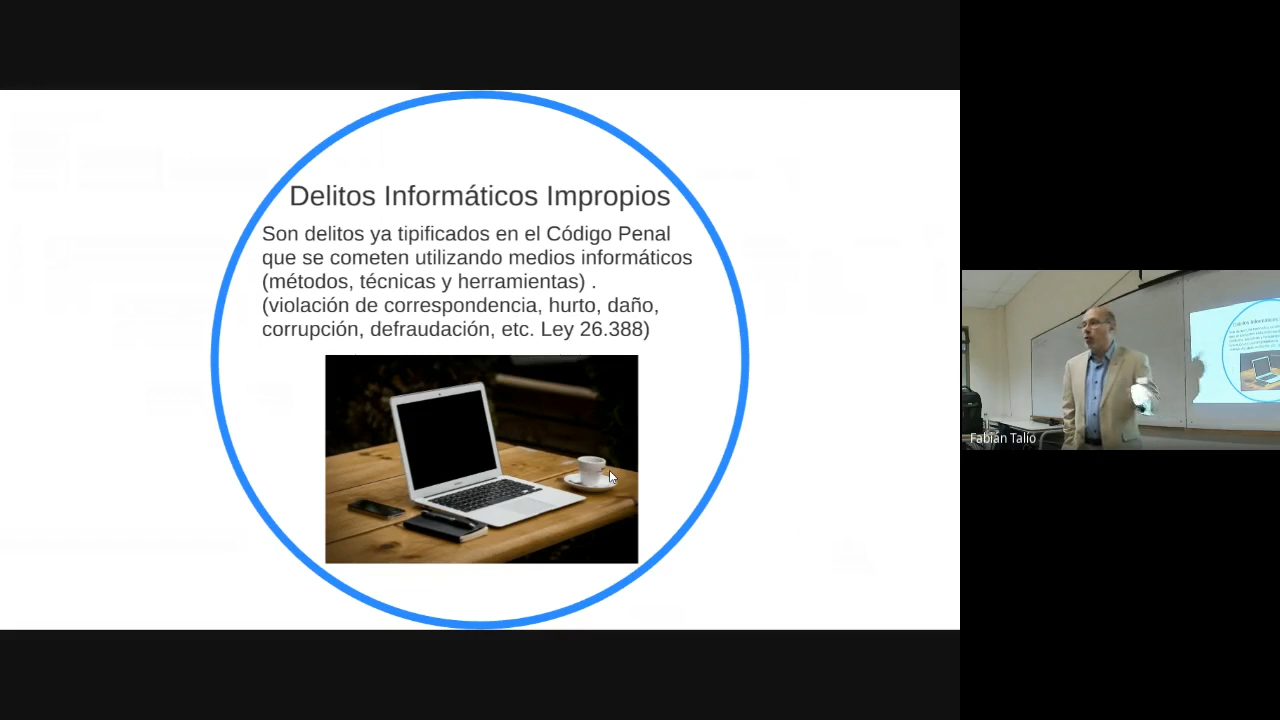 Delitos Informáticos Impropios
Son delitos ya tipificados en el Código Penal
que se cometen utilizando medios informáticos
(métodos, técnicas y herramientas) .
(violación de correspondencia, hurto, daño,
corrupción, defraudación, etc. Ley 26.388)
Fabián Talio